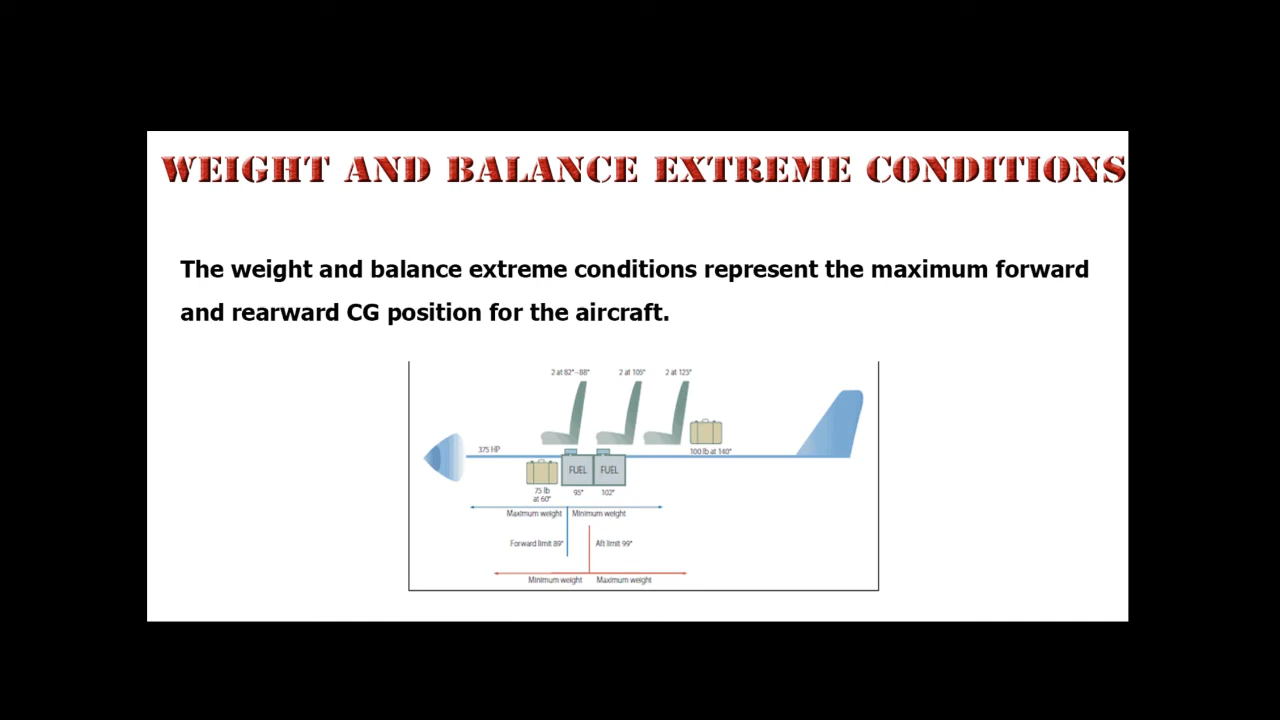 WEIGHT AND BALANCE EXTREME CONDITIONS
The weight and balance extreme conditions represent the maximum forward
and rearward CG position for the aircraft.
2 at 82"–88"
2 at 105"
2 at 125"
375 HP
100 lb at 140"
FUEL
FUEL
75 lb
at 60"
95"
102"
Maximum weight
Minimum weight
Forward limit 89"
Aft limit 99"
Minimum weight
Maximum weight